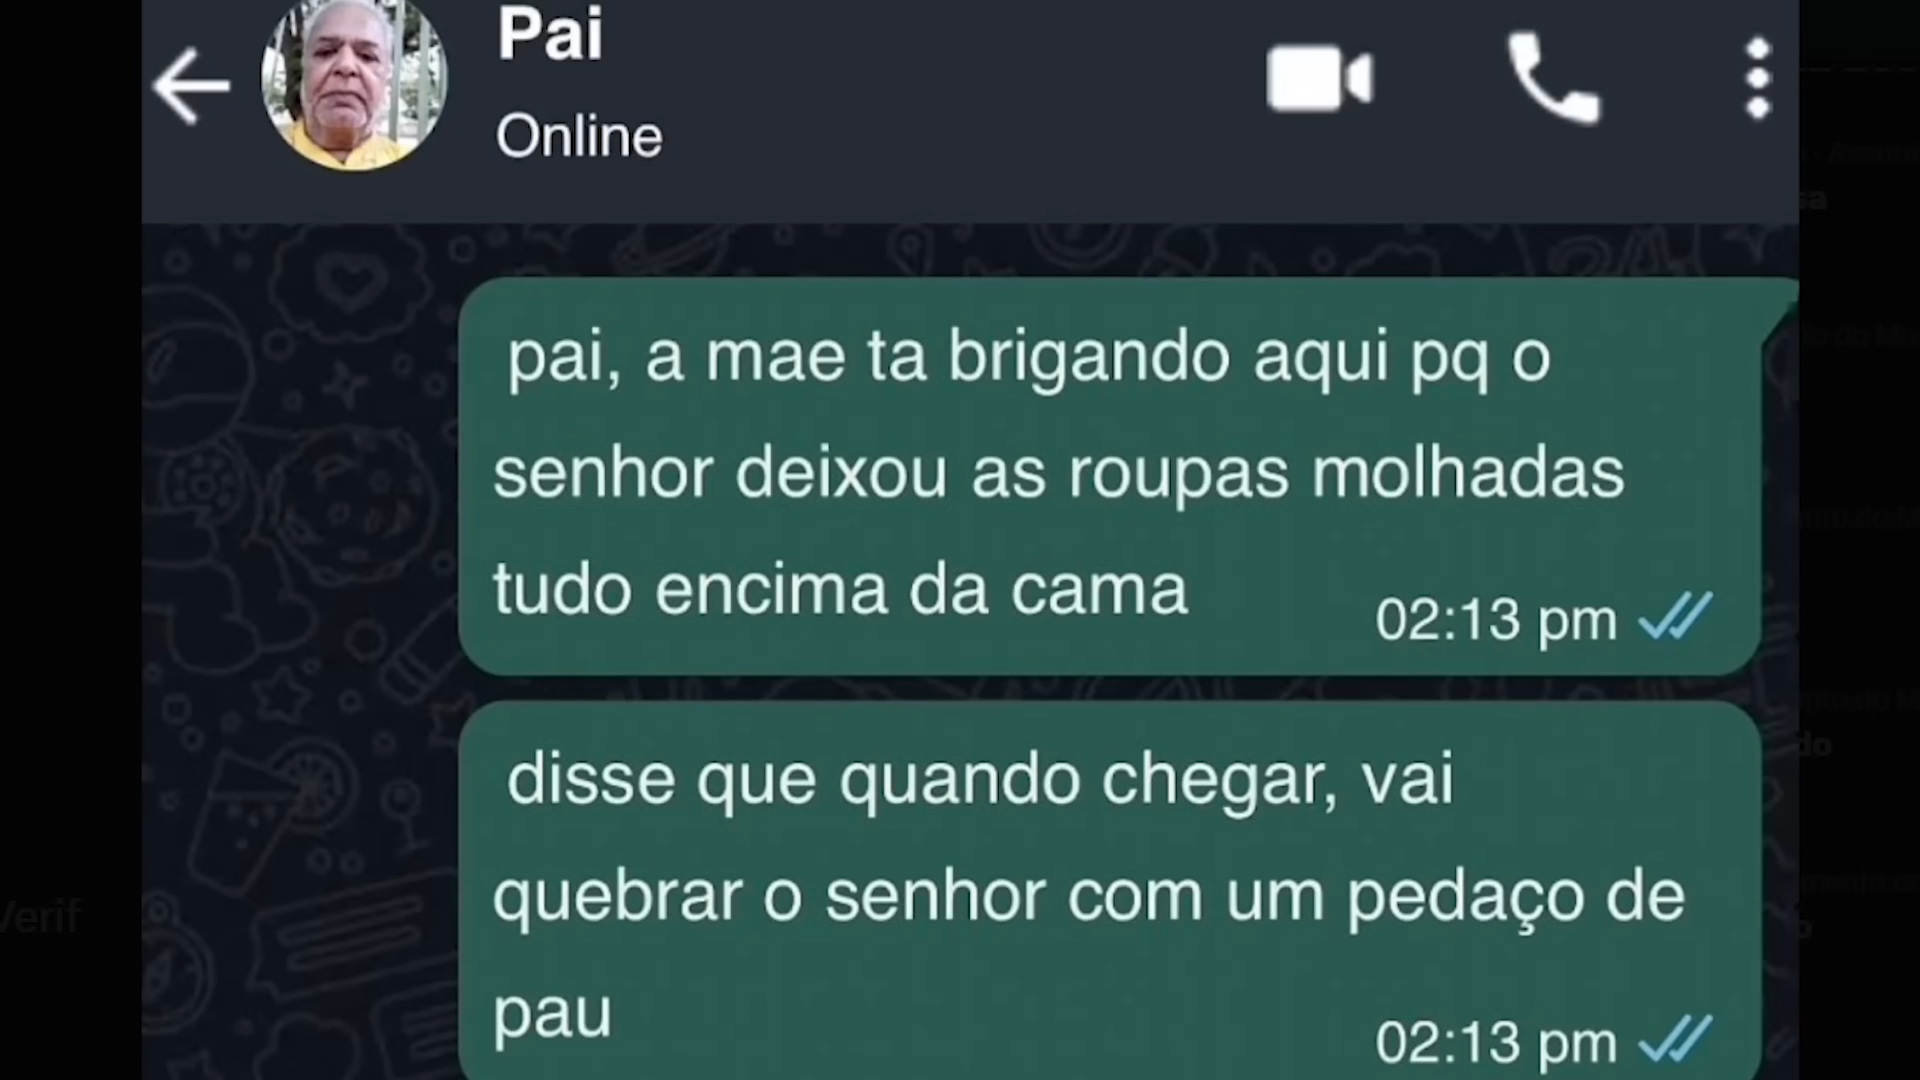 Pai
Online
pai, a mae ta brigando aqui pq o
senhor deixou as roupas molhadas
tudo encima da cama
02:13 pm
disse que quando chegar, vai
quebrar o senhor com um pedaço de
pau
02:13 pm
Verif